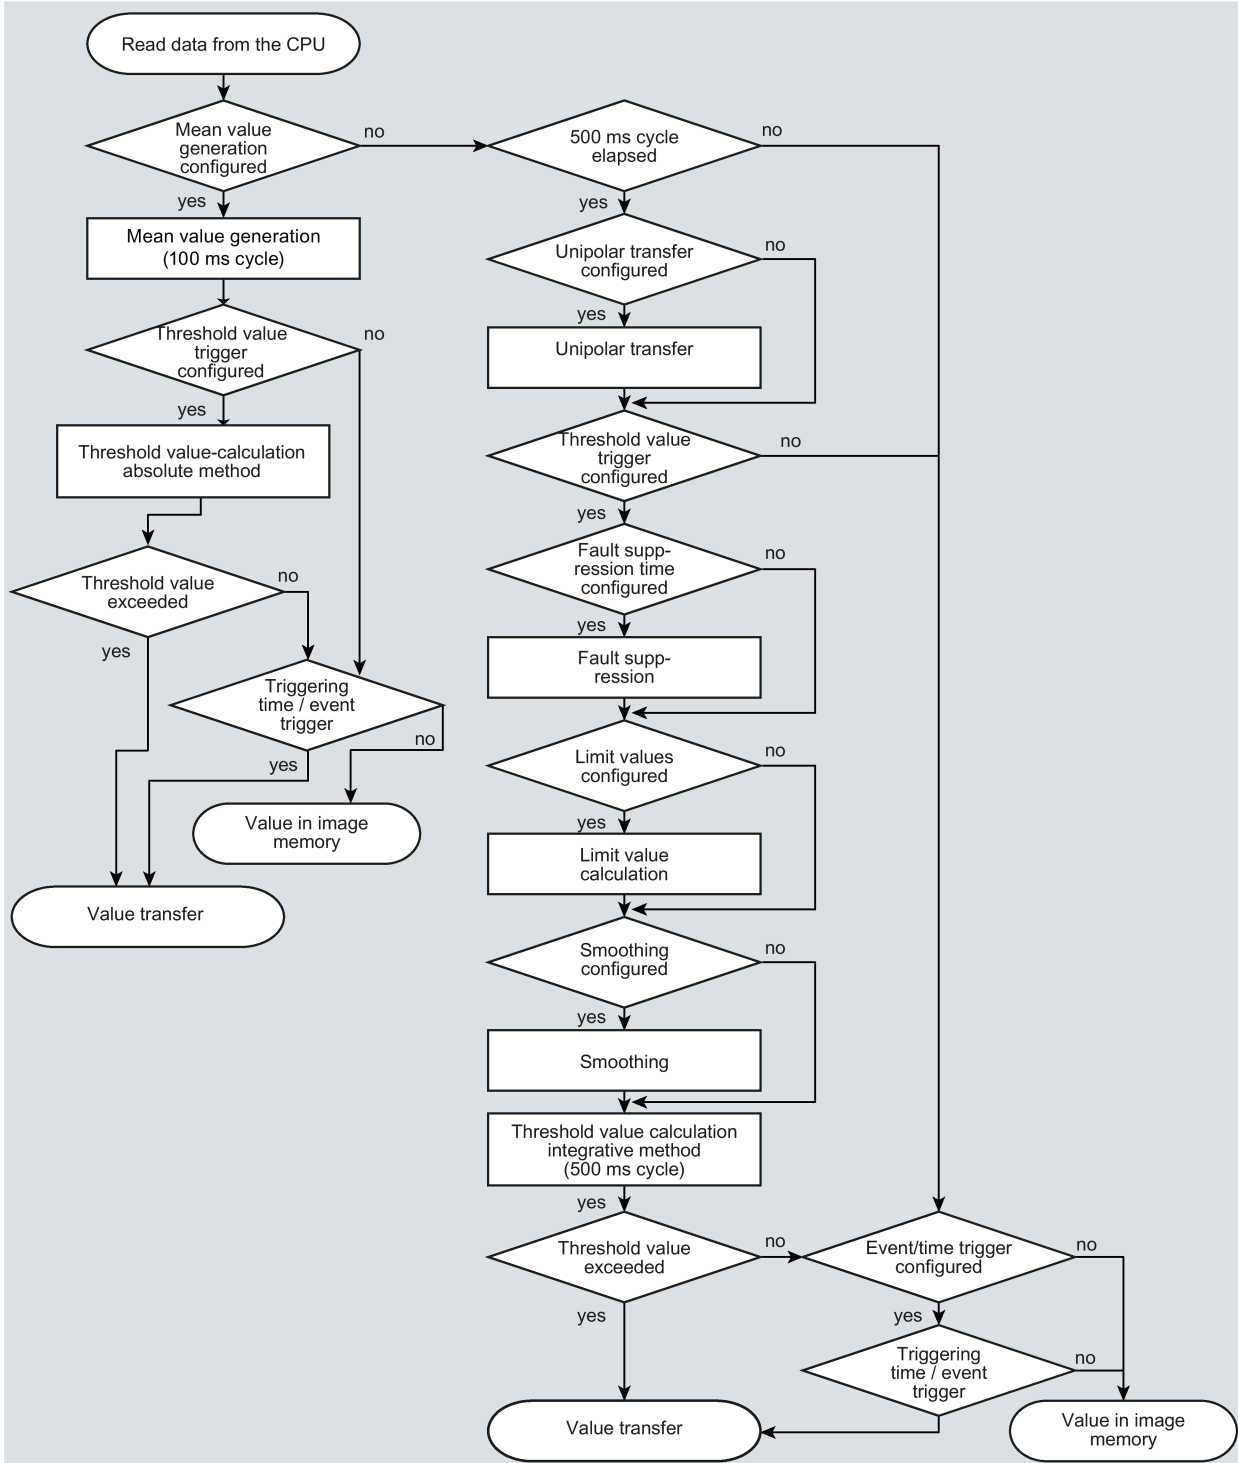 Read data from the CPU
Mean value
generation
configured
no
yes
Mean value generation
(100 ms cycle)
Threshold value
trigger
configured
no
yes
Threshold value-calculation
absolute method
Threshold value
exceeded
no
yes
Triggering
time / event
trigger
no
yes
Value in image
memory
Value transfer
500 ms cycle
elapsed
no
yes
Unipolar transfer
configured
no
yes
Unipolar transfer
Threshold value
trigger
configured
no
yes
Fault supp-
ression time
configured
no
yes
Fault supp-
ression
Limit values
configured
no
yes
Limit value
calculation
Smoothing
configured
no
yes
Smoothing
Threshold value calculation
integrative method
(500 ms cycle)
yes
Threshold value
exceeded
no
yes
Event/time trigger
configured
no
yes
Triggering
time / event
trigger
no
Value transfer
Value in image
memory